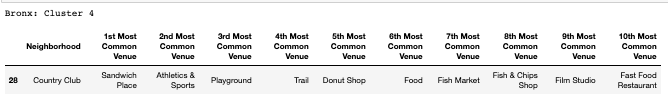 Bronx: Cluster 4
Neighborhood 1st Most Common Venue 2nd Most Common Venue 3rd Most Common Venue 4th Most Common Venue 5th Most Common Venue 6th Most Common Venue 7th Most Common Venue 8th Most Common Venue 9th Most Common Venue 10th Most Common Venue
28 Country Club Sandwich Place Athletics & Sports Playground Trail Donut Shop Food Fish Market Fish & Chips Shop Film Studio Fast Food Restaurant